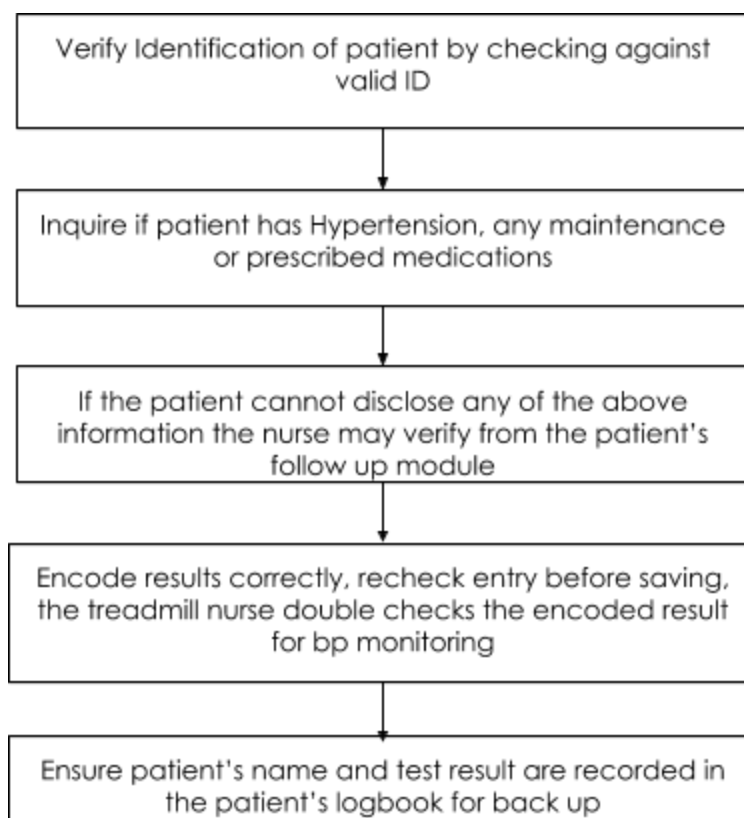 Verify Identification of patient by checking against
valid ID
Inquire if patient has Hypertension, any maintenance
or prescribed medications
If the patient cannot disclose any of the above
information the nurse may verify from the patient's
follow up module
Encode results correctly, recheck entry before saving,
the treadmill nurse double checks the encoded result
for bp monitoring
Ensure patient's name and test result are recorded in
the patient's logbook for back up